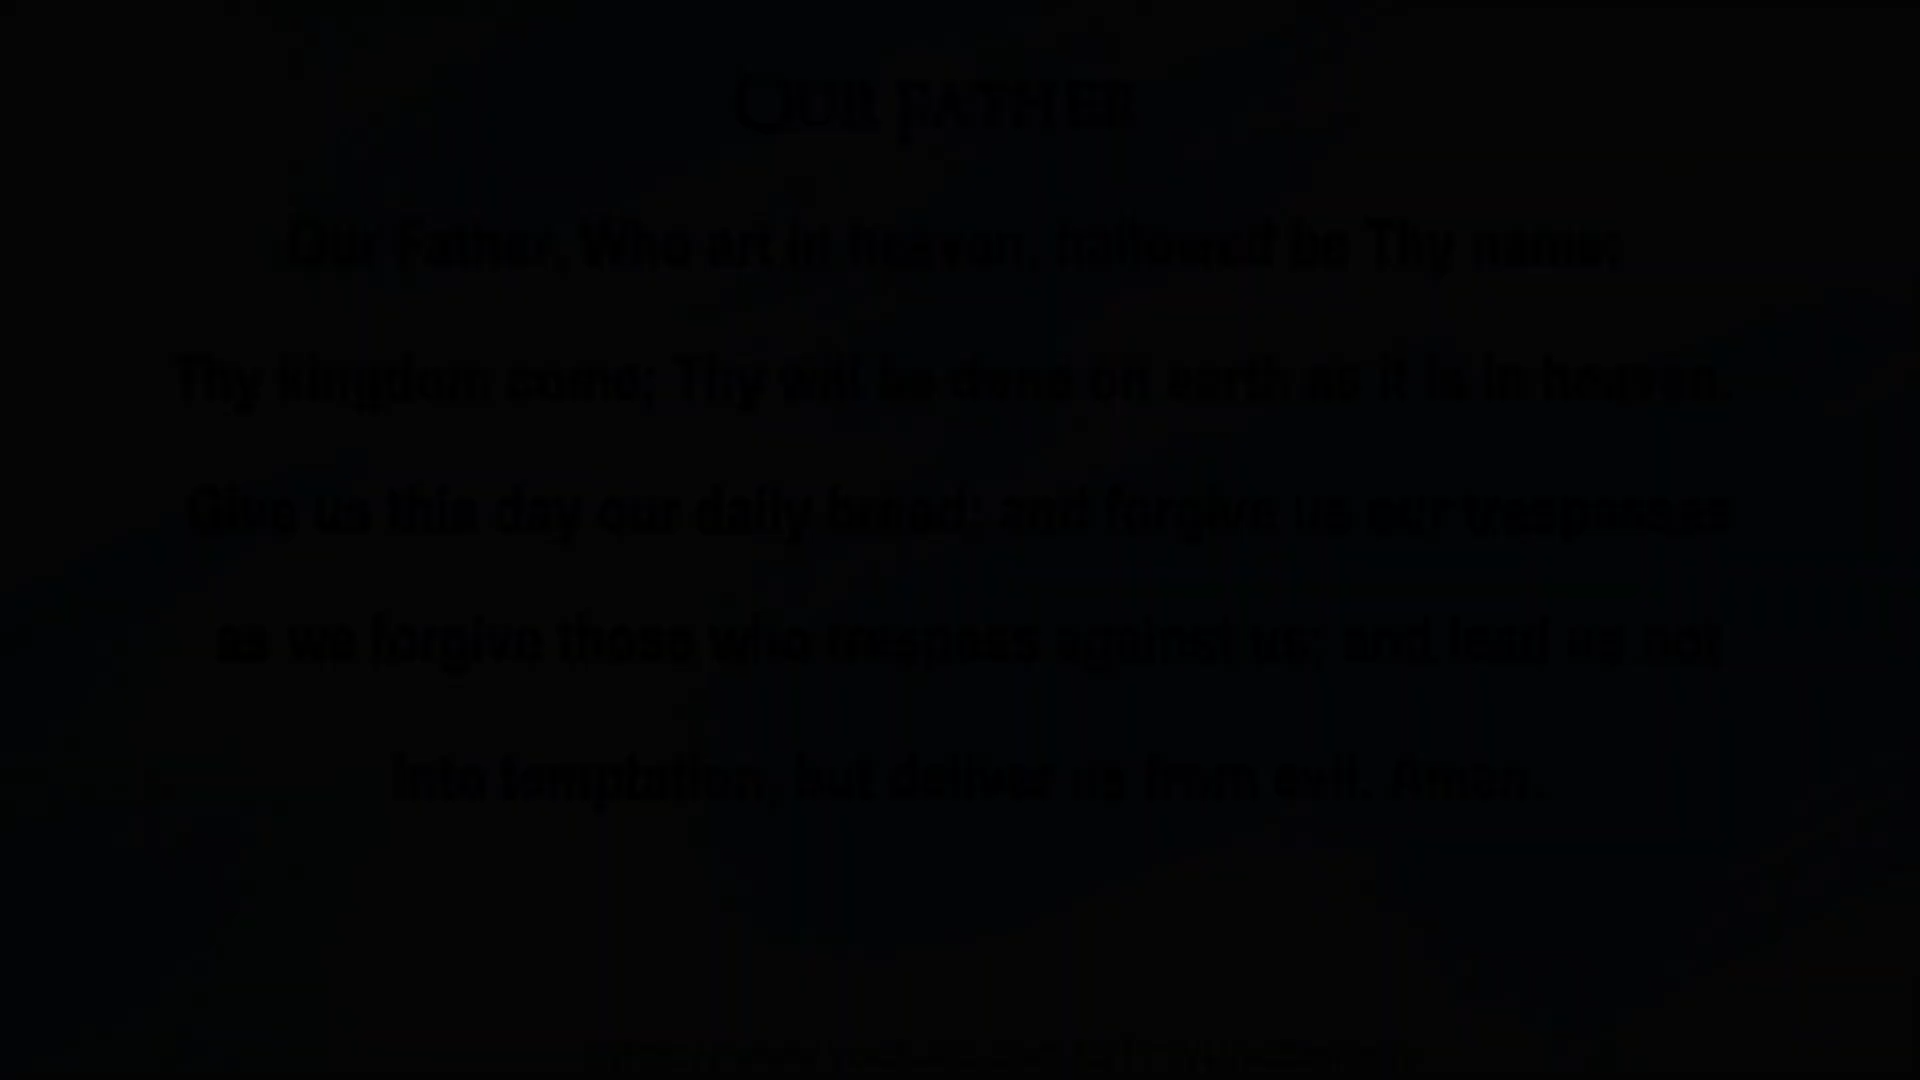 OUR FATHER
Our Father, Who art in heaven, hallowed be Thy name;
Thy kingdom come; Thy will be done on earth as it is in heaven.
Give us this day our daily bread; and forgive us our trespasses
as we forgive those who trespass against us; and lead us not
into temptation, but deliver us from evil. Amen.